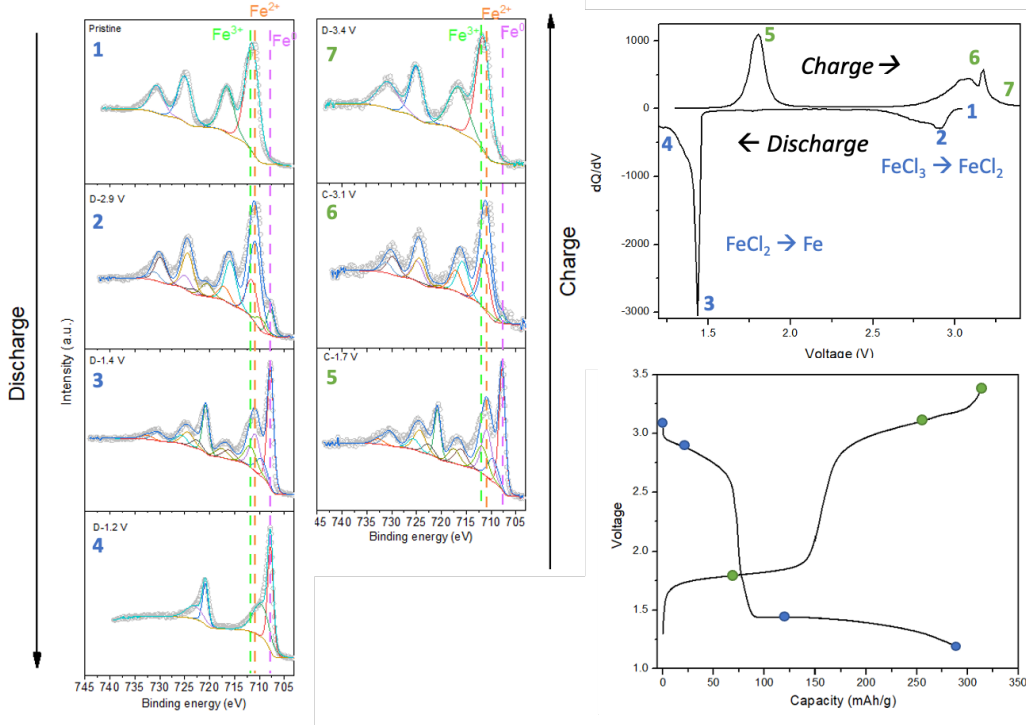 Discharge
Intensity (a.u.)
Fe³⁺
Fe²⁺
Fe⁰
Pristine
1
D-2.9 V
2
D-1.4 V
3
D-1.2 V
4
745 740 735 730 725 720 715 710 705
Binding energy (eV)
Fe³⁺
Fe²⁺
Fe⁰
D-3.4 V
7
C-3.1 V
6
C-1.7 V
5
45 740 735 730 725 720 715 710 705
Binding energy (eV)
Charge
dQ/dV
1000
0
-1000
-2000
-3000
5
Charge →
6
7
1
2
← Discharge
4
FeCl₃ → FeCl₂
FeCl₂ → Fe
3
1.5 2.0 2.5 3.0
Voltage (V)
Voltage
3.5
3.0
2.5
2.0
1.5
1.0
0 50 100 150 200 250 300 350
Capacity (mAh/g)